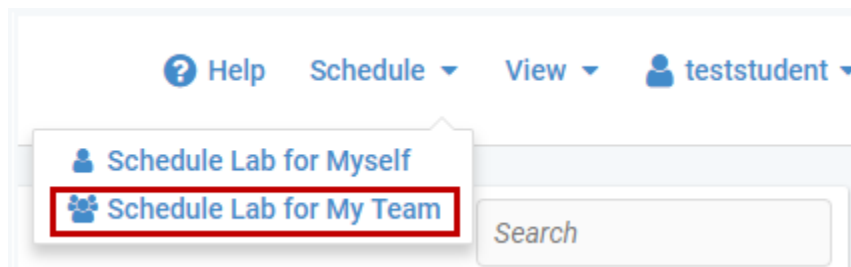 Help Schedule View teststudent
Schedule Lab for Myself
Schedule Lab for My Team
Search